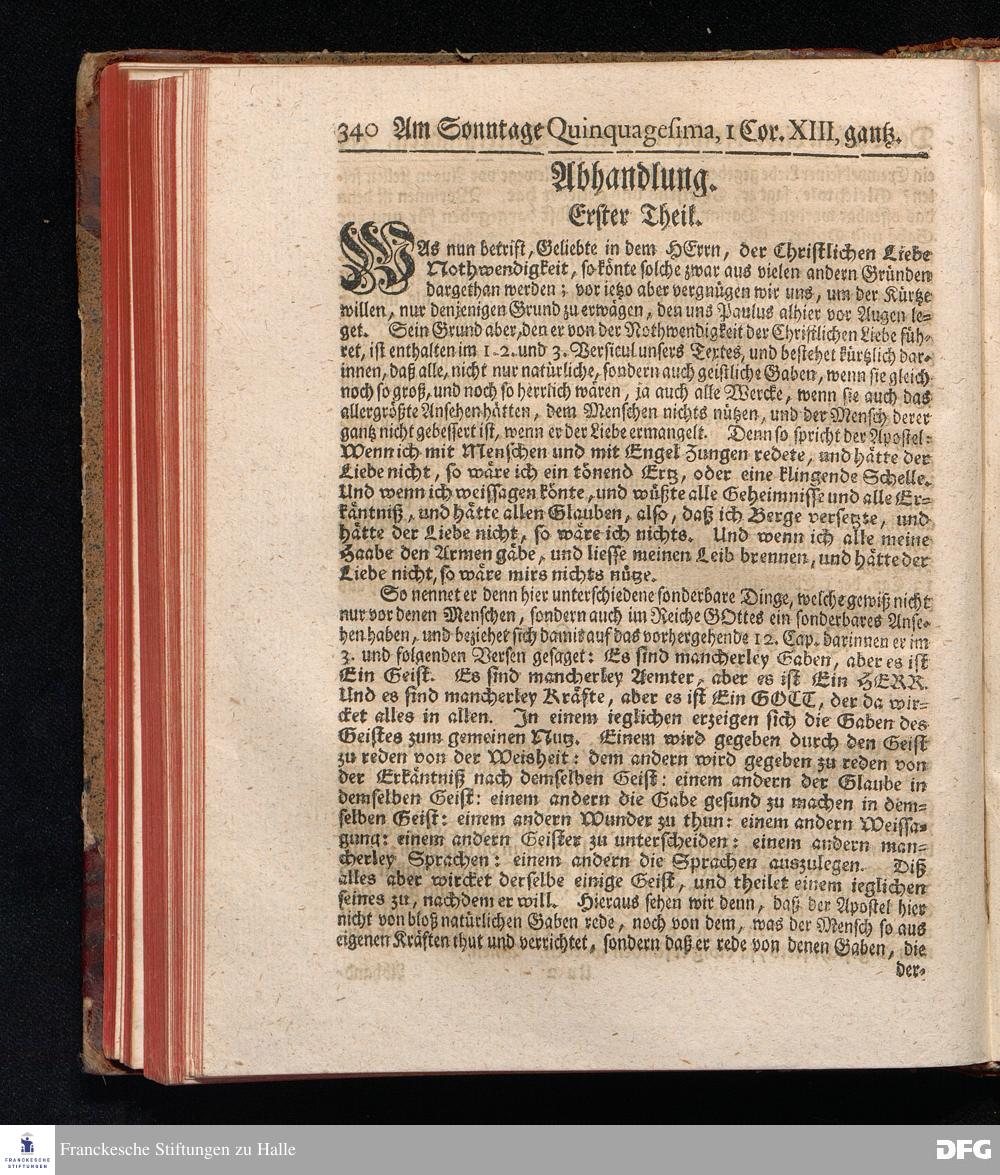 340 Am Sonntage Quinquagesima, 1 Cor. XIII, gantz.
Abhandlung.
Erster Theil.
WAs nun betrift, Geliebte in dem HErrn, der Christlichen Liebe
Nothwendigkeit, so könte solche zwar aus vielen andern Gründen
dargethan werden; vor ietzo aber vergnügen wir uns, um der Kürtze
willen, nur denjenigen Grund zu erwägen, den uns Paulus alhier vor Augen le-
get. Sein Grund aber, den er von der Nothwendigkeit der Christlichen Liebe füh-
ret, ist enthalten im 1. 2. und 3. Versicul unsers Textes, und bestehet kürtzlich dar-
innen, daß alle, nicht nur natürliche, sondern auch geistliche Gaben, wenn sie gleich
noch so groß, und noch so herrlich wären, ja auch alle Wercke, wenn sie auch das
allergrößte Ansehen hätten, dem Menschen nichts nützen, und der Mensch derer
gantz nicht gebessert ist, wenn er der Liebe ermangelt. Denn so spricht der Apostel:
Wenn ich mit Menschen und mit Engel Zungen redete, und hätte der
Liebe nicht, so wäre ich ein tönend Ertz, oder eine klingende Schelle.
Und wenn ich weissagen könte, und wüßte alle Geheimnisse und alle Er-
käntniß, und hätte allen Glauben, also, daß ich Berge versetzte, und
hätte der Liebe nicht, so wäre ich nichts. Und wenn ich alle meine
Haabe den Armen gäbe, und liesse meinen Leib brennen, und hätte der
Liebe nicht, so wäre mirs nichts nütze.
So nennet er denn hier unterschiedene sonderbare Dinge, welche gewiß nicht
nur vor denen Menschen, sondern auch im Reiche GOttes ein sonderbares Anse-
hen haben, und beziehet sich damit auf das vorhergehende 12. Cap. darinnen er im
3. und folgenden Versen gesaget: Es sind mancherley Gaben, aber es ist
Ein Geist. Es sind mancherley Aemter, aber es ist Ein HERR.
Und es sind mancherley Kräfte, aber es ist Ein GOTT, der da wir-
cket alles in allen. In einem ieglichen erzeigen sich die Gaben des
Geistes zum gemeinen Nutz. Einem wird gegeben durch den Geist
zu reden von der Weisheit: dem andern wird gegeben zu reden von
der Erkäntniß nach demselben Geist: einem andern der Glaube in
demselben Geist: einem andern die Gabe gesund zu machen in dem-
selben Geist: einem andern Wunder zu thun: einem andern Weissa-
gung: einem andern Geister zu unterscheiden: einem andern man-
cherley Sprachen: einem andern die Sprachen auszulegen. Diß
alles aber wircket derselbe einige Geist, und theilet einem ieglichen
seines zu, nachdem er will. Hieraus sehen wir denn, daß der Apostel hier
nicht von bloß natürlichen Gaben rede, noch von dem, was der Mensch so aus
eigenen Kräften thut und verrichtet, sondern daß er rede von denen Gaben, die
der-
FRANCKESCHE
STIFTUNGEN
Franckesche Stiftungen zu Halle
DFG